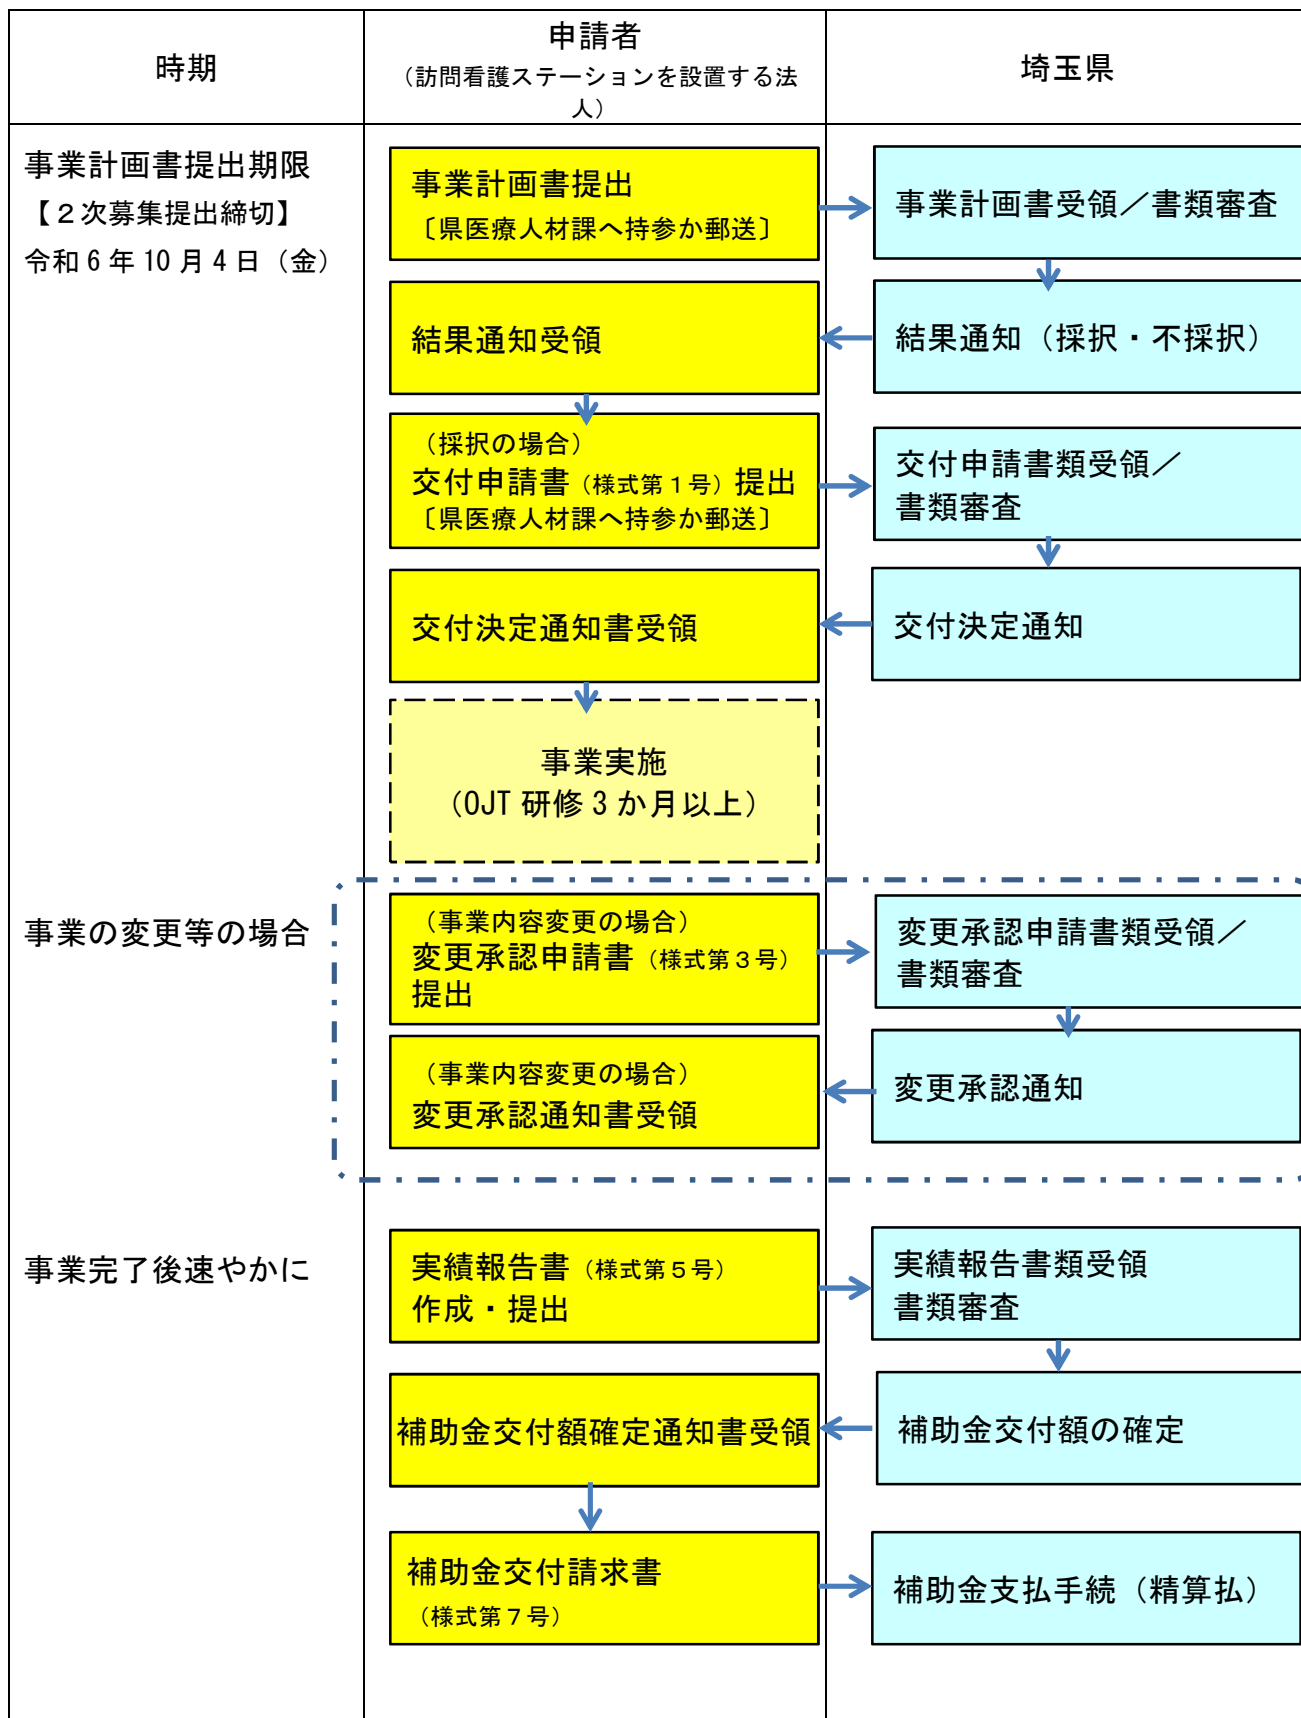 時期
申請者
（訪問看護ステーションを設置する法
人）
埼玉県
事業計画書提出期限
【２次募集提出締切】
令和 6 年 10 月 4 日（金）
事業計画書提出
〔県医療人材課へ持参か郵送〕
事業計画書受領／書類審査
結果通知受領
結果通知（採択・不採択）
（採択の場合）
交付申請書（様式第１号）提出
〔県医療人材課へ持参か郵送〕
交付申請書類受領／
書類審査
交付決定通知書受領
交付決定通知
事業実施
（OJT 研修 3 か月以上）
事業の変更等の場合
（事業内容変更の場合）
変更承認申請書（様式第３号）
提出
変更承認申請書類受領／
書類審査
（事業内容変更の場合）
変更承認通知書受領
変更承認通知
事業完了後速やかに
実績報告書（様式第５号）
作成・提出
実績報告書類受領
書類審査
補助金交付額確定通知書受領
補助金交付額の確定
補助金交付請求書
（様式第７号）
補助金支払手続（精算払）